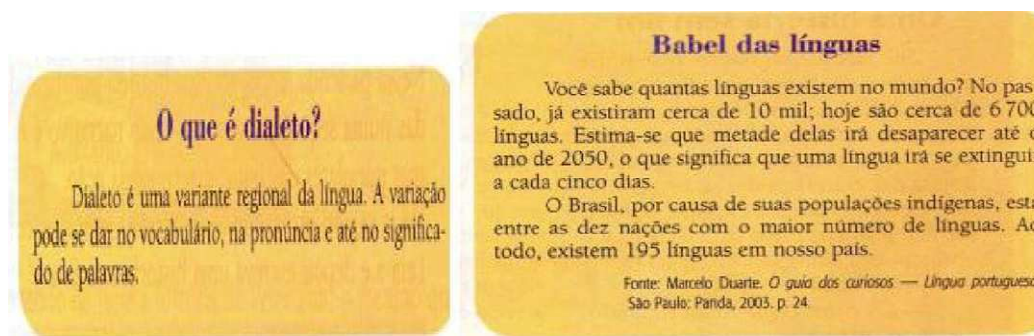 O que é dialeto?
Dialeto é uma variante regional da língua. A variação
pode se dar no vocabulário, na pronúncia e até no significa-
do de palavras.
Babel das línguas
Você sabe quantas línguas existem no mundo? No pas
sado, já existiram cerca de 10 mil; hoje são cerca de 6 70
línguas. Estima-se que metade delas irá desaparecer até
ano de 2050, o que significa que uma língua irá se extingui
a cada cinco dias.
O Brasil, por causa de suas populações indígenas, est
entre as dez nações com o maior número de línguas. A
todo, existem 195 línguas em nosso país.
Fonte: Marcelo Duarte. O guia dos curiosos — Língua portugues
São Paulo: Panda, 2003. p. 24.